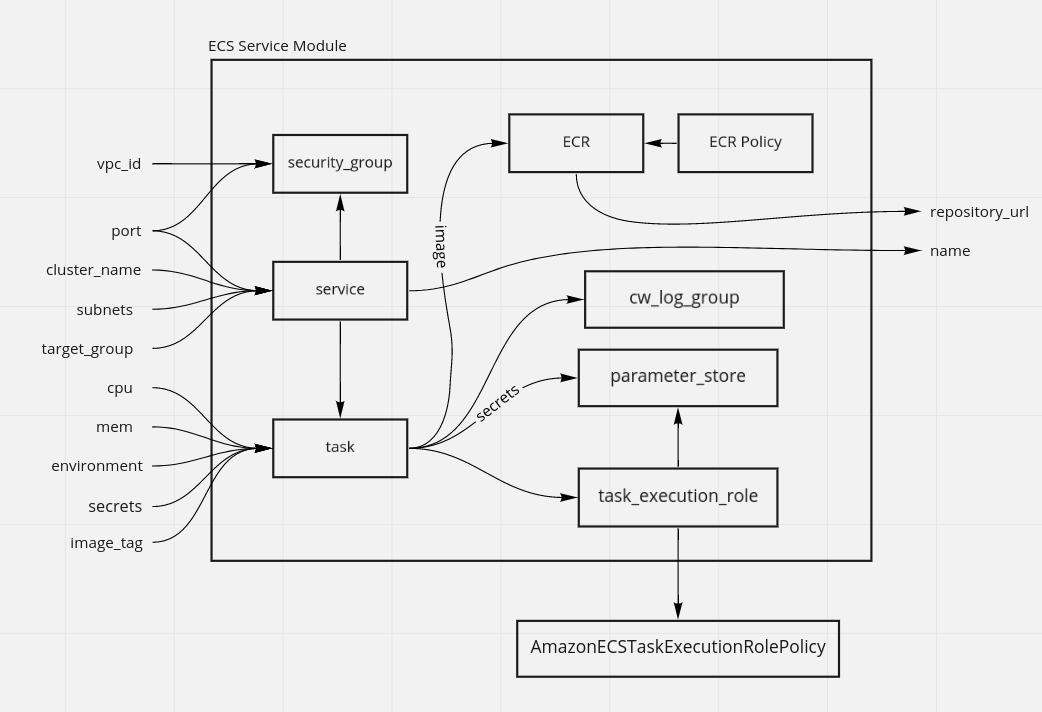 ECS Service Module
vpc_id
port
cluster_name
subnets
target_group
cpu
mem
environment
secrets
image_tag
security_group
service
task
image
secrets
ECR
ECR Policy
cw_log_group
parameter_store
task_execution_role
repository_url
name
AmazonECSTaskExecutionRolePolicy